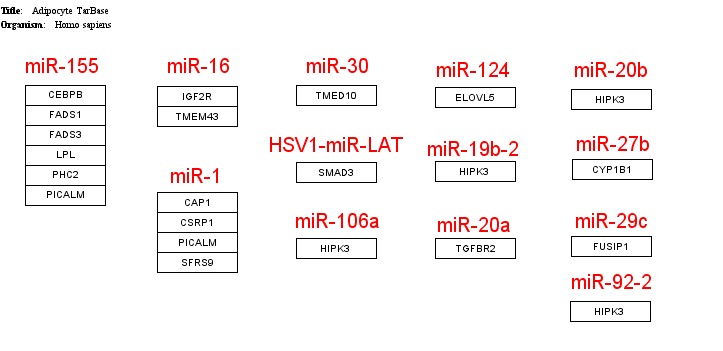 Title: Adipocyte TarBase
Organism: Homo sapiens
miR-155
CEBPB
FADS1
FADS3
LPL
PHC2
PICALM
miR-16
IGF2R
TMEM43
miR-1
CAP1
CSRP1
PICALM
SFRS9
miR-30
TMED10
HSV1-miR-LAT
SMAD3
miR-106a
HIPK3
miR-124
ELOVL5
miR-19b-2
HIPK3
miR-20a
TGFBR2
miR-20b
HIPK3
miR-27b
CYP1B1
miR-29c
FUSIP1
miR-92-2
HIPK3